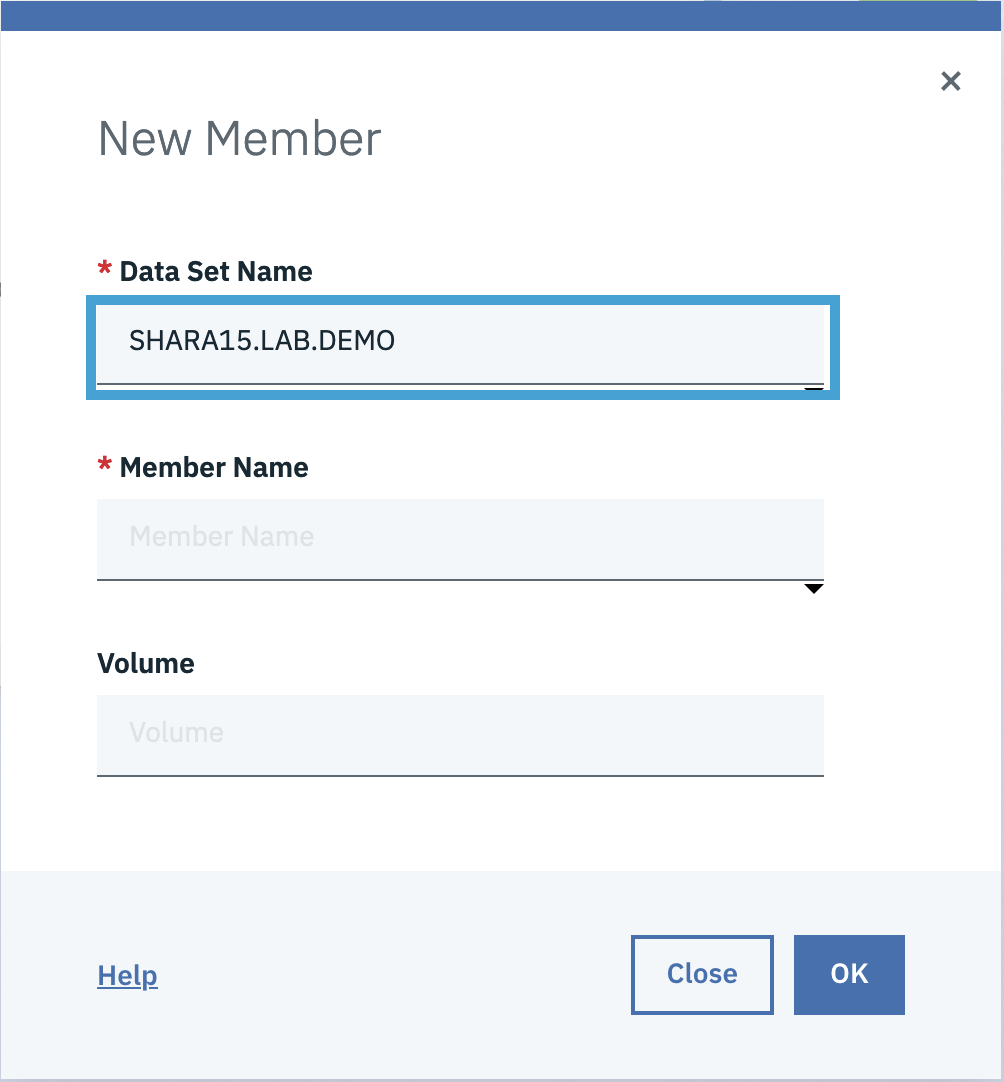 New Member
* Data Set Name
SHARA15.LAB.DEMO
* Member Name
Member Name
Volume
Volume
Help
Close
OK